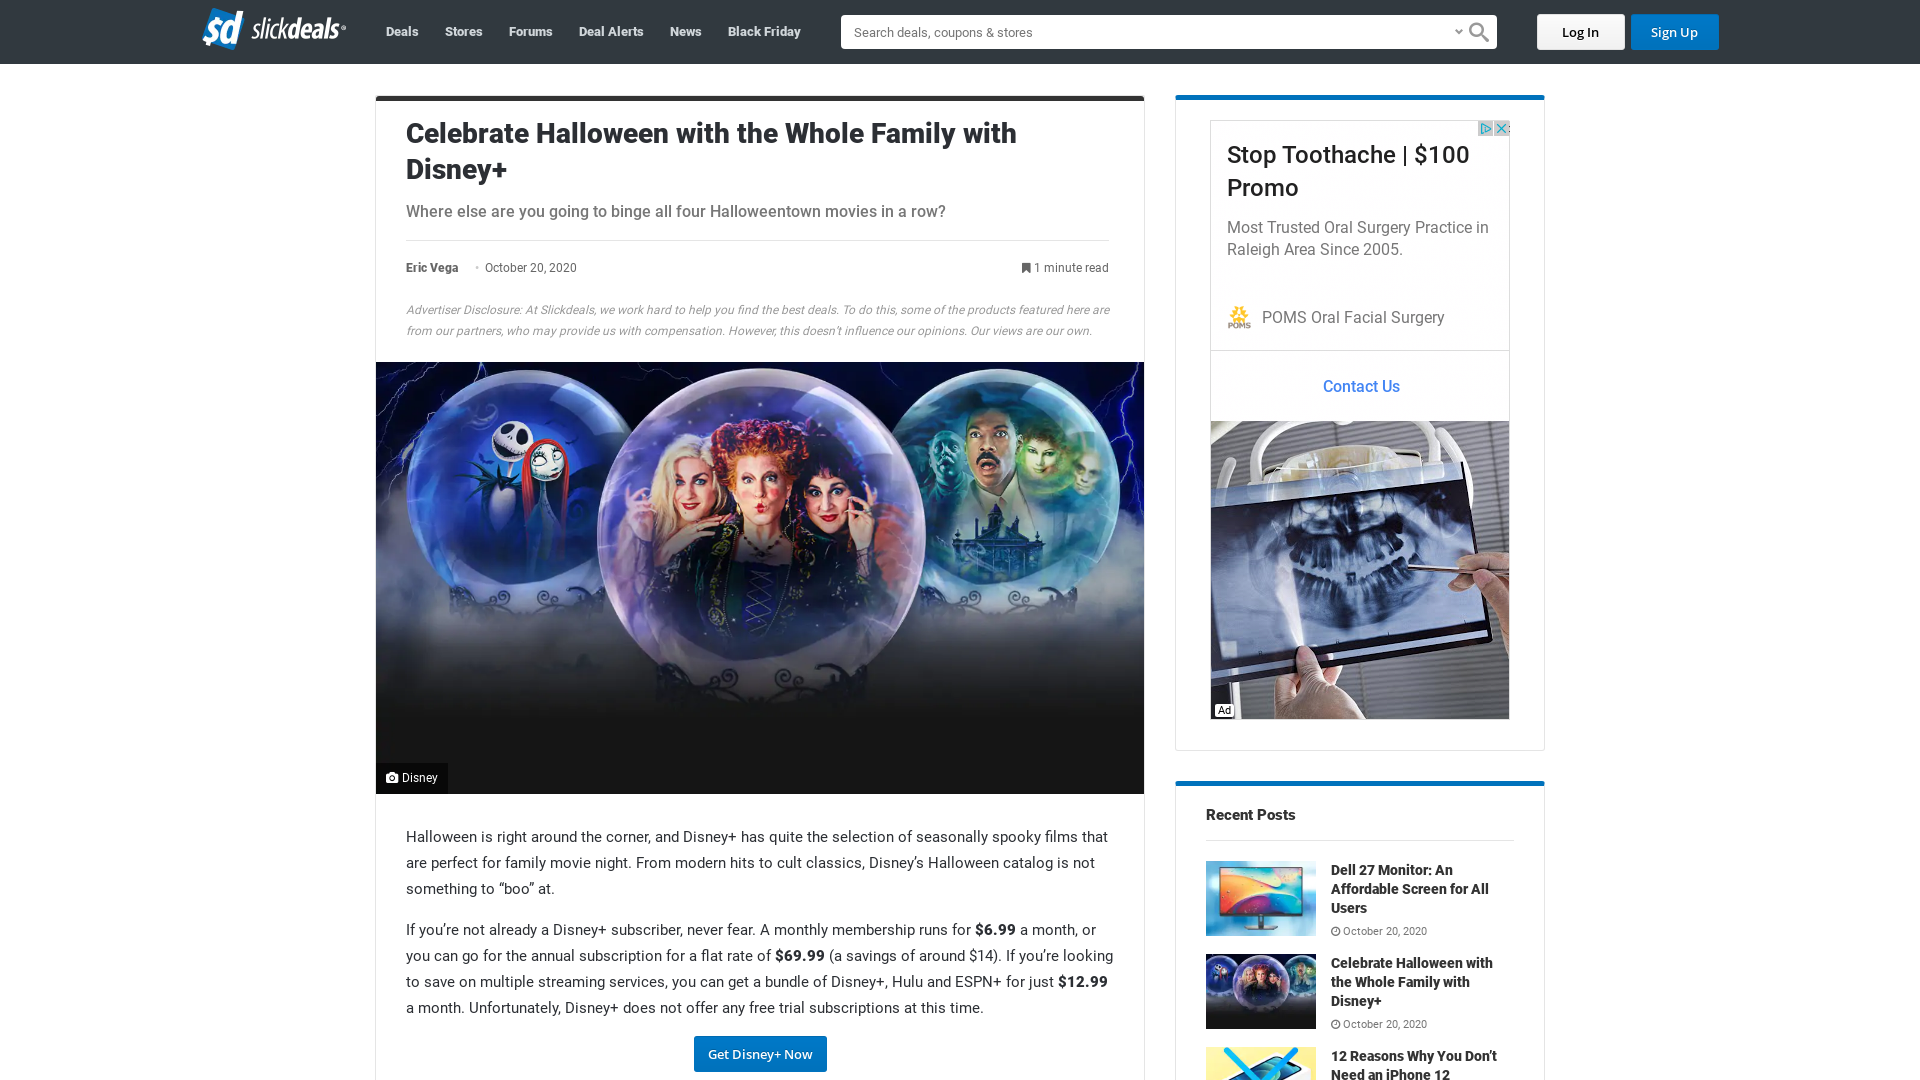 sd slickdeals
Deals
Stores
Forums
Deal Alerts
News
Black Friday
Search deals, coupons & stores
Log In
Sign Up
Celebrate Halloween with the Whole Family with
Disney+
Where else are you going to binge all four Halloweentown movies in a row?
Eric Vega • October 20, 2020
1 minute read
Advertiser Disclosure: At Slickdeals, we work hard to help you find the best deals. To do this, some of the products featured here are
from our partners, who may provide us with compensation. However, this doesn't influence our opinions. Our views are our own.
Disney
Halloween is right around the corner, and Disney+ has quite the selection of seasonally spooky films that
are perfect for family movie night. From modern hits to cult classics, Disney’s Halloween catalog is not
something to “boo” at.
If you’re not already a Disney+ subscriber, never fear. A monthly membership runs for $6.99 a month, or
you can go for the annual subscription for a flat rate of $69.99 (a savings of around $14). If you’re looking
to save on multiple streaming services, you can get a bundle of Disney+, Hulu and ESPN+ for just $12.99
a month. Unfortunately, Disney+ does not offer any free trial subscriptions at this time.
Get Disney+ Now
Stop Toothache | $100
Promo
Most Trusted Oral Surgery Practice in
Raleigh Area Since 2005.
POMS
POMS Oral Facial Surgery
Contact Us
Ad
Recent Posts
Dell 27 Monitor: An
Affordable Screen for All
Users
October 20, 2020
Celebrate Halloween with
the Whole Family with
Disney+
October 20, 2020
12 Reasons Why You Don’t
Need an iPhone 12